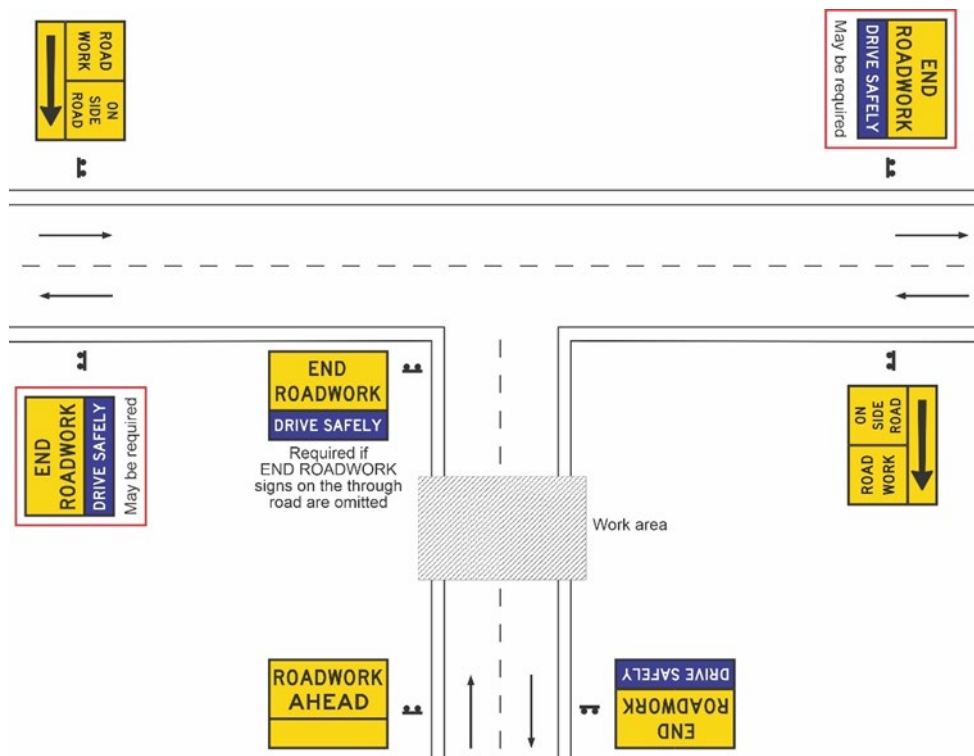 ROAD
WORK
ON
SIDE
ROAD
END
ROADWORK
DRIVE SAFELY
May be required
END
ROADWORK
DRIVE SAFELY
May be required
END
ROADWORK
DRIVE SAFELY
Required if
END ROADWORK
signs on the through
road are omitted
ROAD
WORK
ON
SIDE
ROAD
Work area
ROADWORK
AHEAD
END
ROADWORK
DRIVE SAFELY